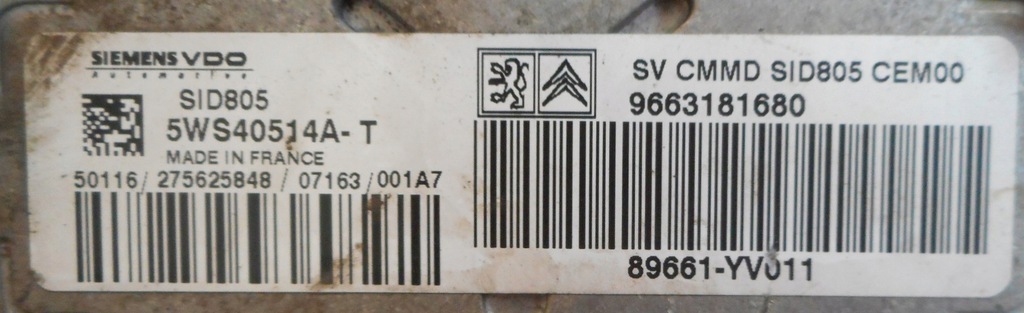 SIEMENS VDO
Automotive
SID805
5WS40514A-T
MADE IN FRANCE
50116/275625848/07163/001A7
SV CMMD SID805 CEM00
9663181680
89661-YV011